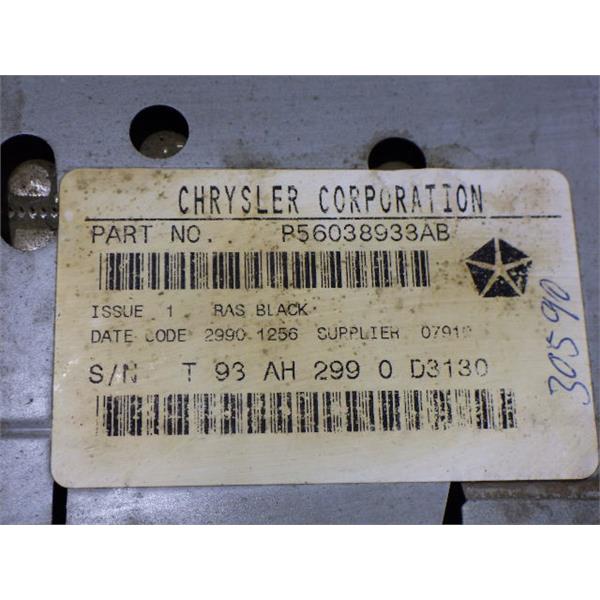 CHRYSLER CORPORATION
PART NO. P56038933AB
ISSUE 1 RAS BLACK
DATE CODE 2990 1256 SUPPLIER
S/N T 93 AH 299 0 D3130
30590